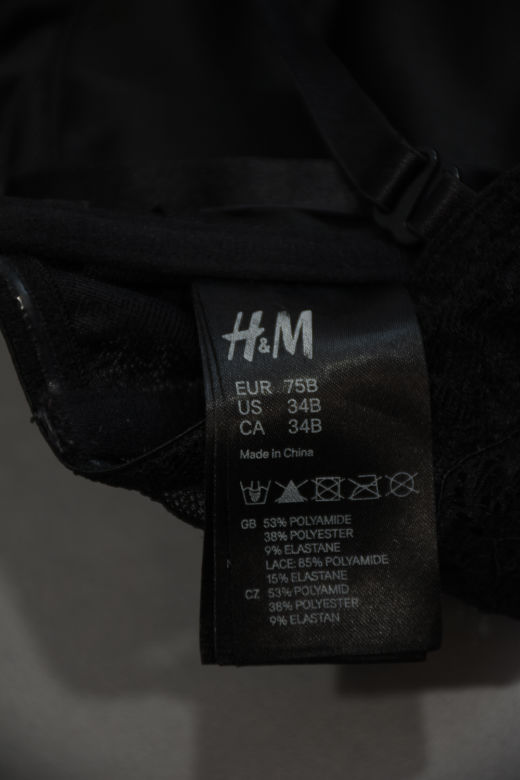 H&M
EUR 75B
US 34B
CA 34B
Made in China
GB 53% POLYAMIDE
38% POLYESTER
9% ELASTANE
LACE: 85% POLYAMIDE
15% ELASTANE
CZ 53% POLYAMID
38% POLYESTER
9% ELASTAN